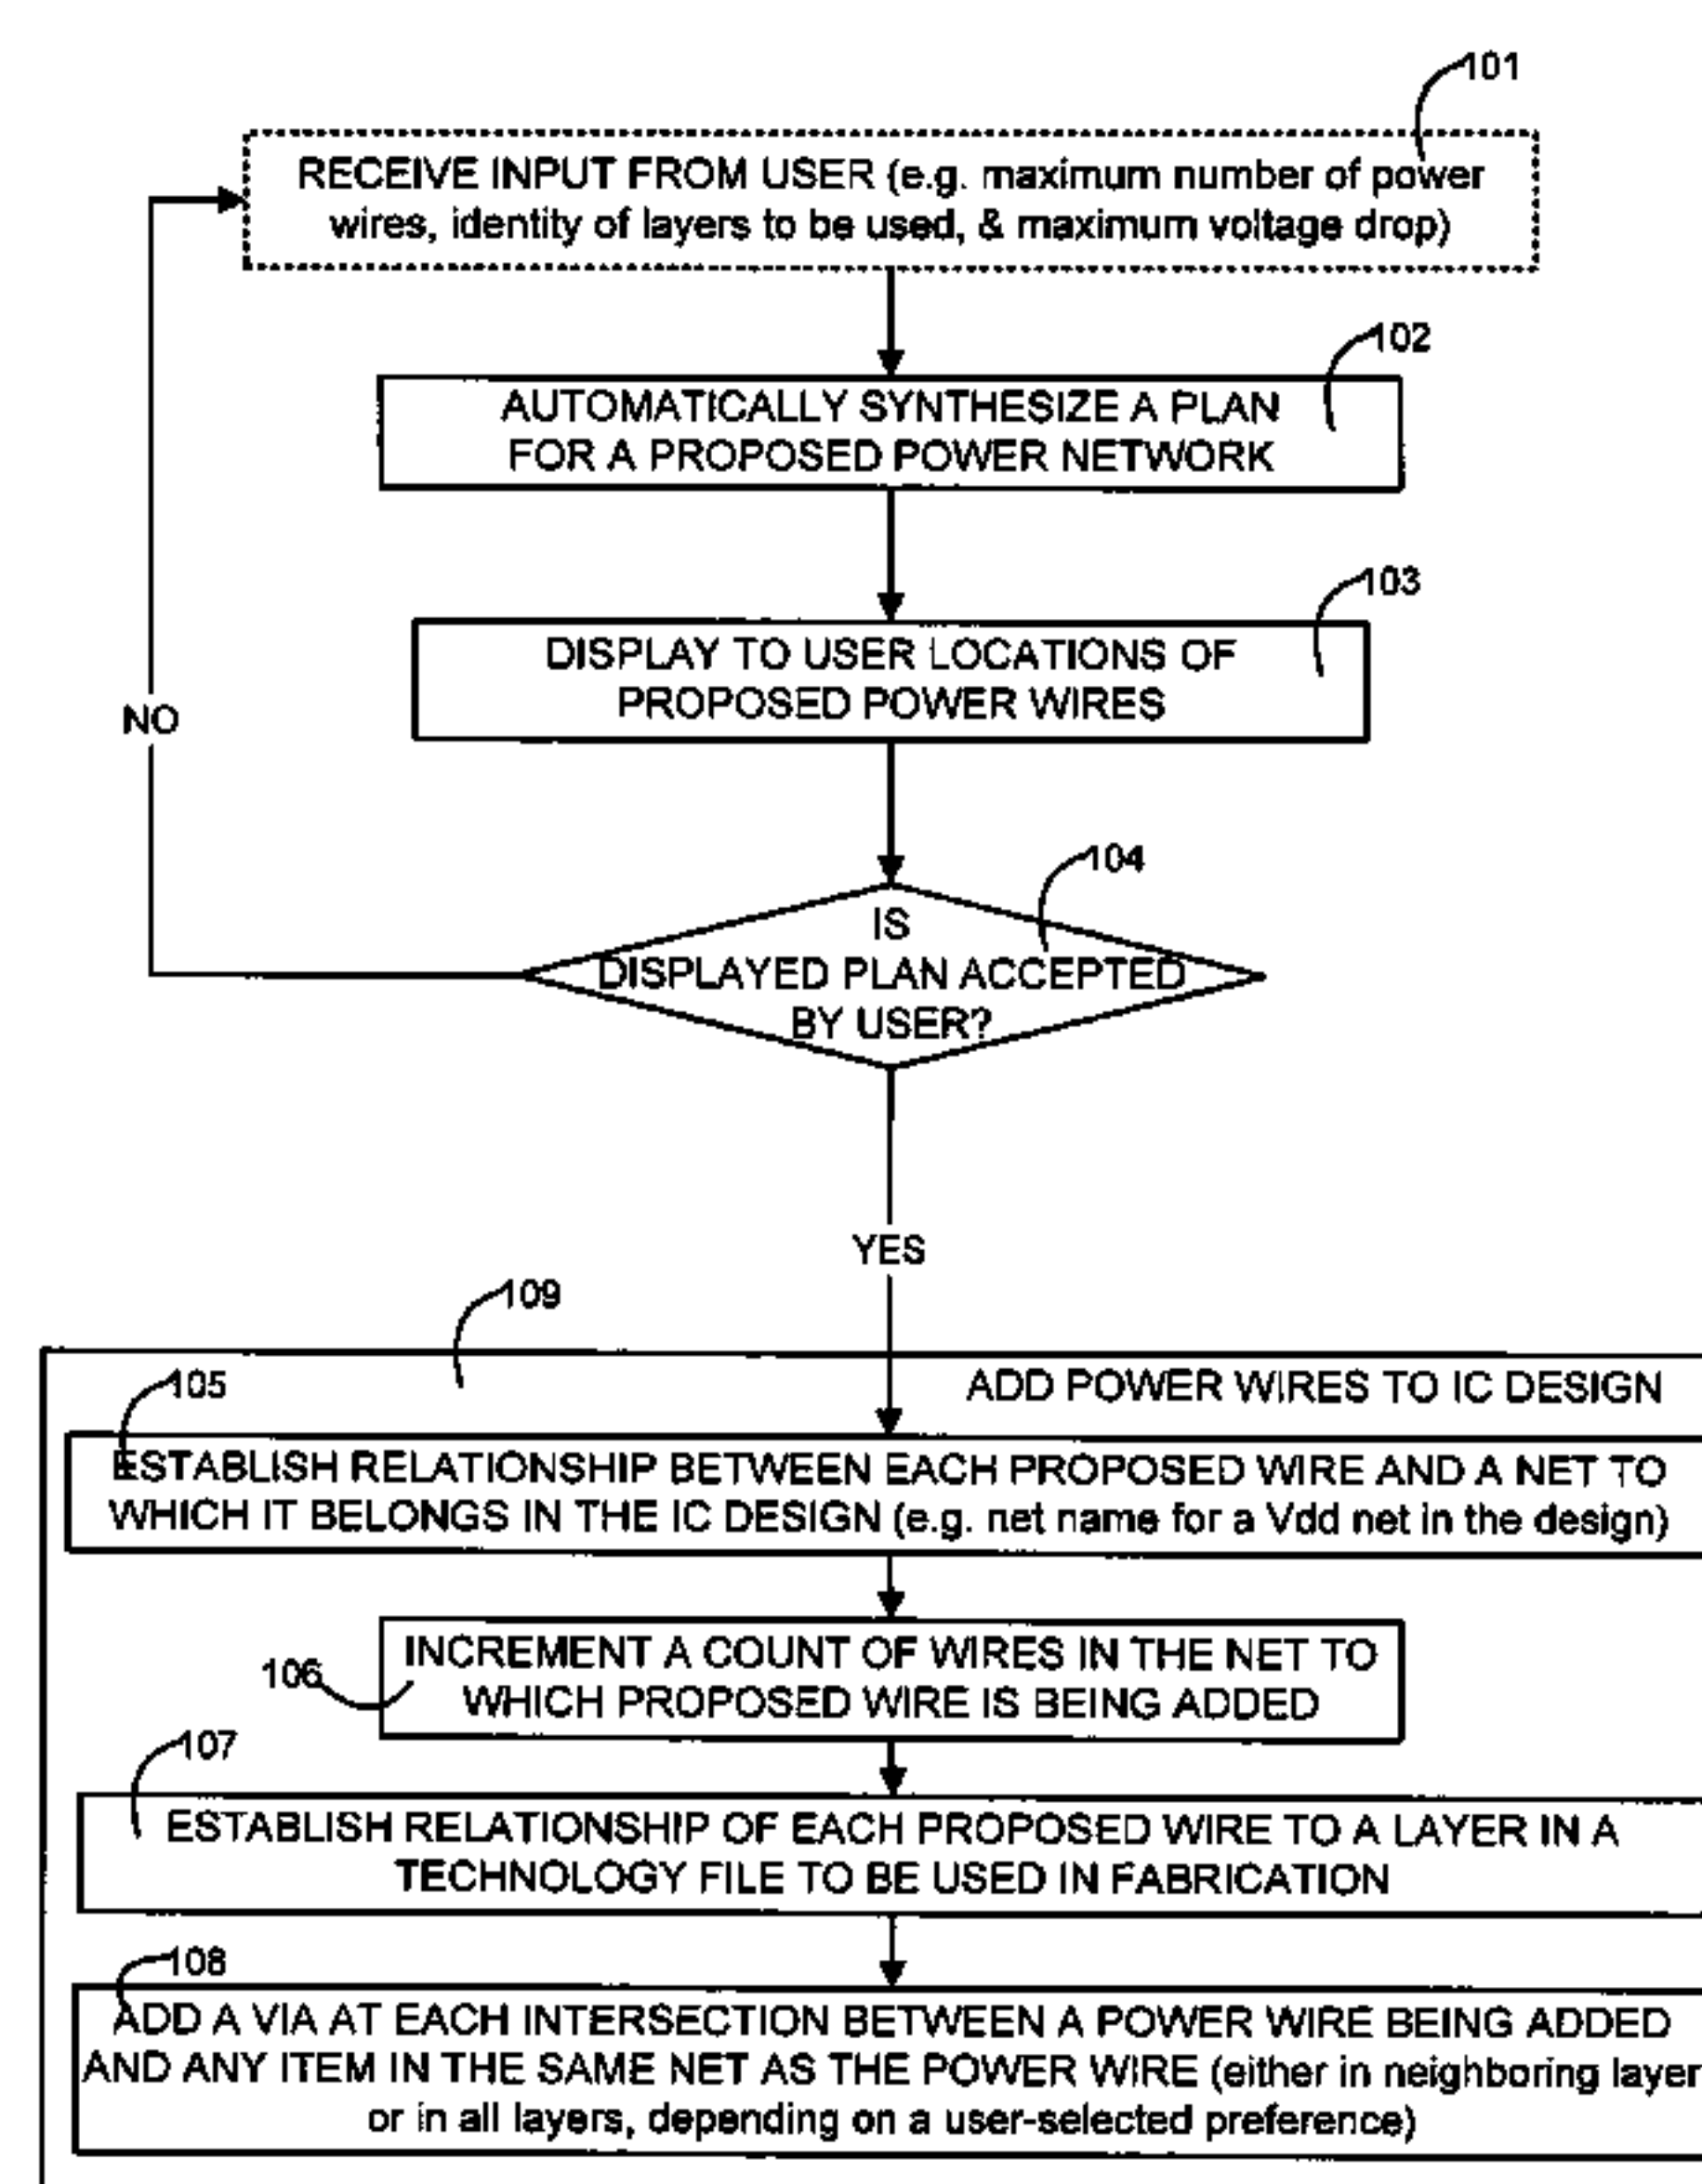 101
RECEIVE INPUT FROM USER (e.g. maximum number of power
wires, identity of layers to be used, & maximum voltage drop)
102
AUTOMATICALLY SYNTHESIZE A PLAN
FOR A PROPOSED POWER NETWORK
103
DISPLAY TO USER LOCATIONS OF
PROPOSED POWER WIRES
NO
104
IS
DISPLAYED PLAN ACCEPTED
BY USER?
YES
109
ADD POWER WIRES TO IC DESIGN
105
ESTABLISH RELATIONSHIP BETWEEN EACH PROPOSED WIRE AND A NET TO
WHICH IT BELONGS IN THE IC DESIGN (e.g. net name for a Vdd net in the design)
106
INCREMENT A COUNT OF WIRES IN THE NET TO
WHICH PROPOSED WIRE IS BEING ADDED
107
ESTABLISH RELATIONSHIP OF EACH PROPOSED WIRE TO A LAYER IN A
TECHNOLOGY FILE TO BE USED IN FABRICATION
108
ADD A VIA AT EACH INTERSECTION BETWEEN A POWER WIRE BEING ADDED
AND ANY ITEM IN THE SAME NET AS THE POWER WIRE (either in neighboring layer
or in all layers, depending on a user-selected preference)